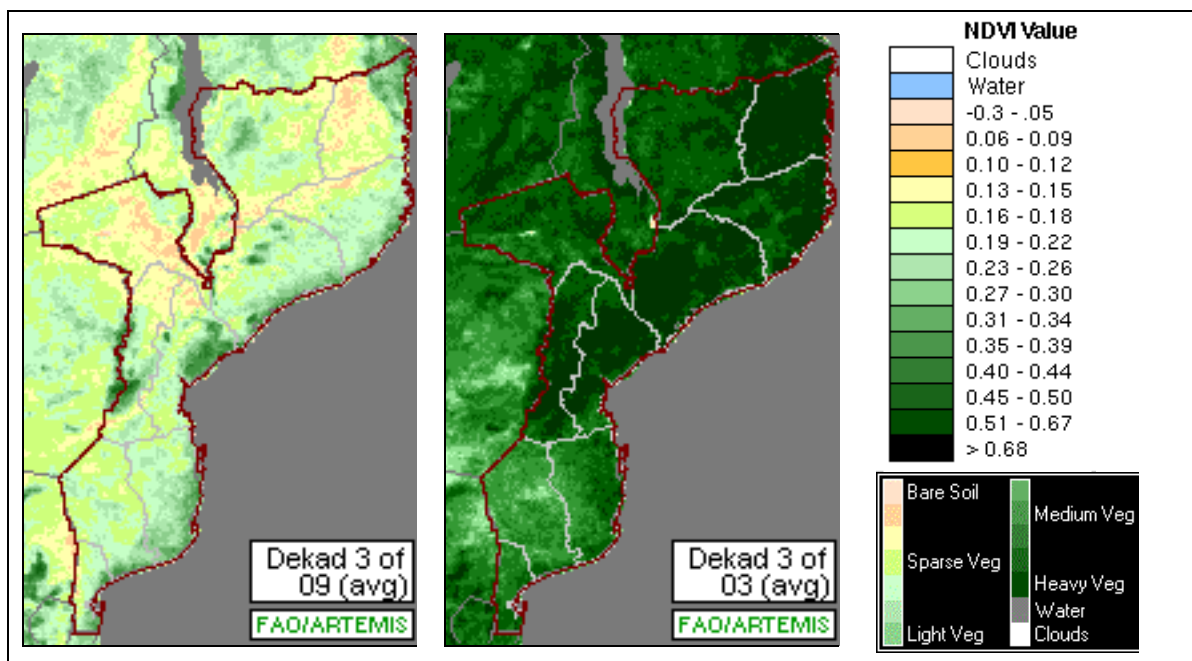 Dekad 3 of
09 (avg)
FAO/ARTEMIS
Dekad 3 of
03 (avg)
FAO/ARTEMIS
NDVI Value
Clouds
Water
-0.3 - .05
0.06 - 0.09
0.10 - 0.12
0.13 - 0.15
0.16 - 0.18
0.19 - 0.22
0.23 - 0.26
0.27 - 0.30
0.31 - 0.34
0.35 - 0.39
0.40 - 0.44
0.45 - 0.50
0.51 - 0.67
> 0.68
Bare Soil
Sparse Veg
Light Veg
Medium Veg
Heavy Veg
Water
Clouds